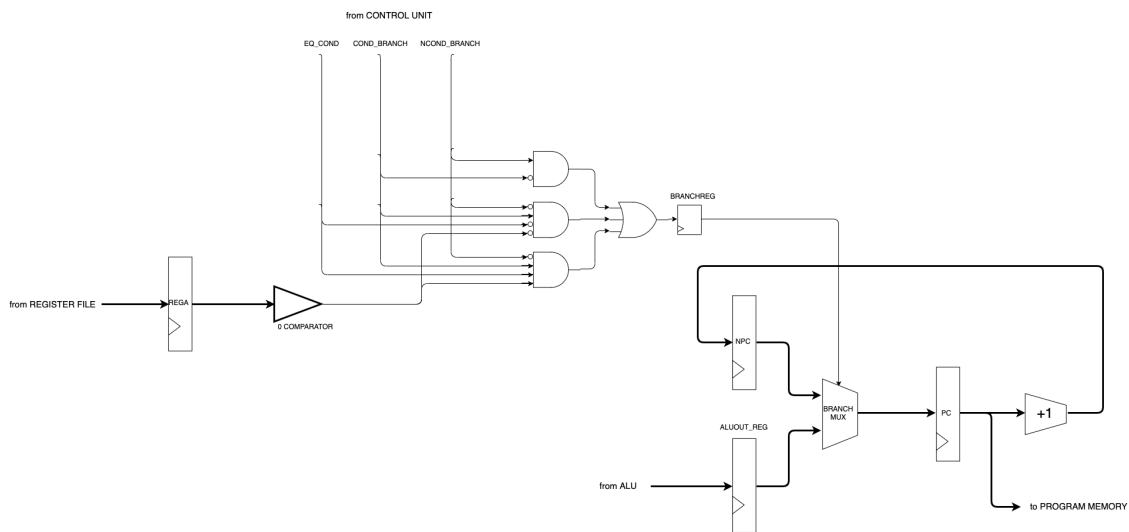 from CONTROL UNIT
EQ_COND
COND_BRANCH
NCOND_BRANCH
BRANCHREG
from REGISTER FILE
REGA
0 COMPARATOR
NPC
BRANCH
MUX
PC
+1
ALUOUT_REG
from ALU
to PROGRAM MEMORY